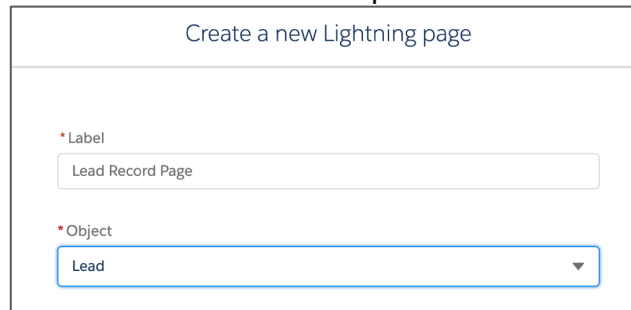 Create a new Lightning page
*Label
Lead Record Page
*Object
Lead